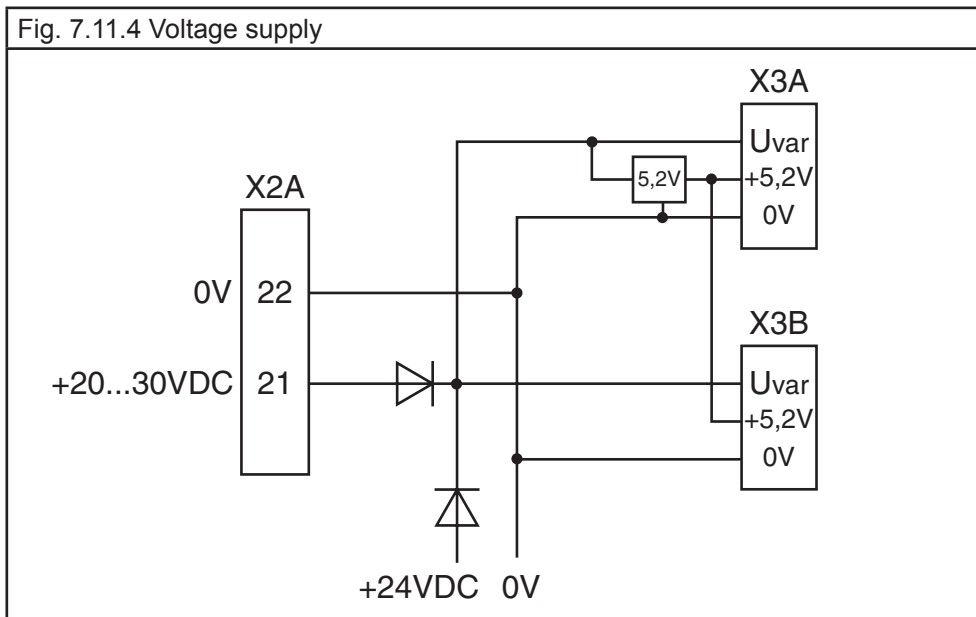 Fig. 7.11.4 Voltage supply
X3A
Uvar
5,2V
+5,2V
0V
X2A
0V
22
+20...30VDC
21
X3B
Uvar
+5,2V
0V
+24VDC
0V